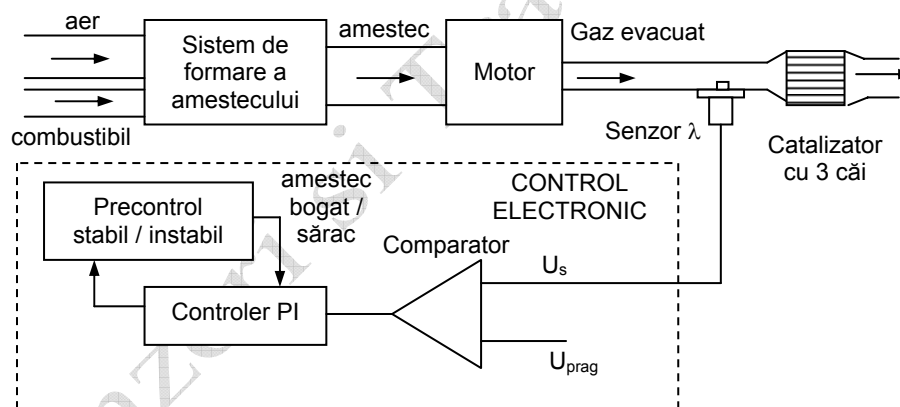 aer
amestec
Gaz evacuat
Sistem de
formare a
amestecului
Motor
combustibil
Senzor λ
Catalizator
cu 3 căi
Precontrol
stabil / instabil
amestec
bogat /
sărac
CONTROL
ELECTRONIC
Comparator
Us
Controler PI
Uprag